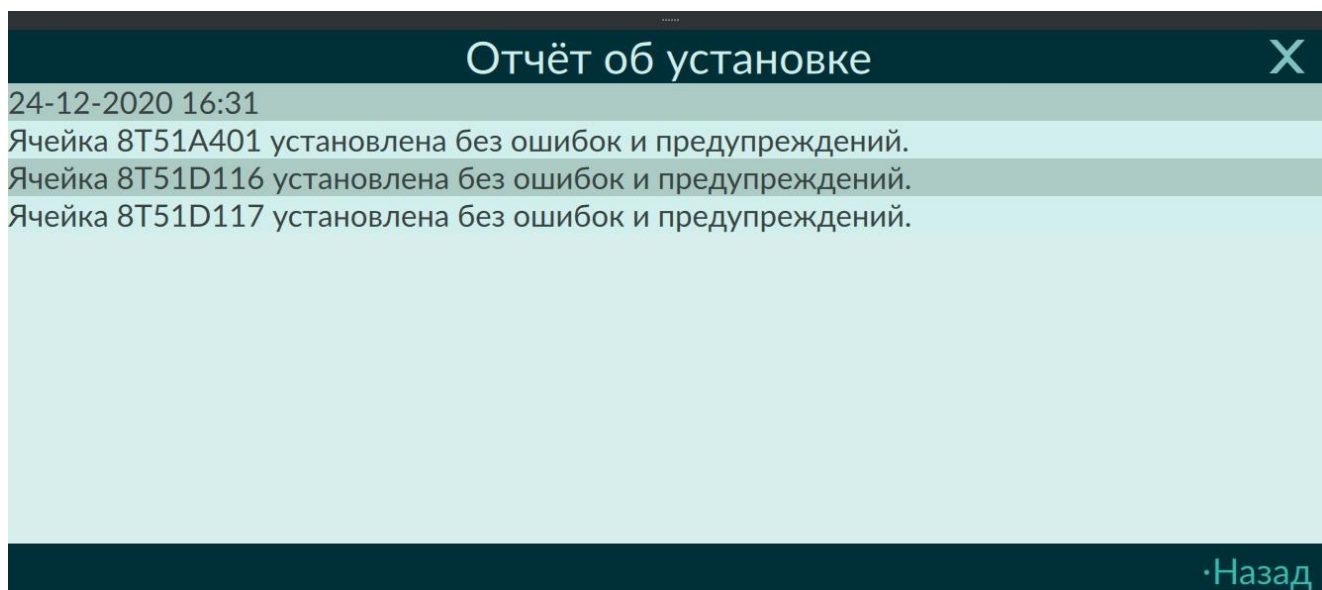 Отчёт об установке X
24-12-2020 16:31
Ячейка 8T51A401 установлена без ошибок и предупреждений.
Ячейка 8T51D116 установлена без ошибок и предупреждений.
Ячейка 8T51D117 установлена без ошибок и предупреждений.
·Назад